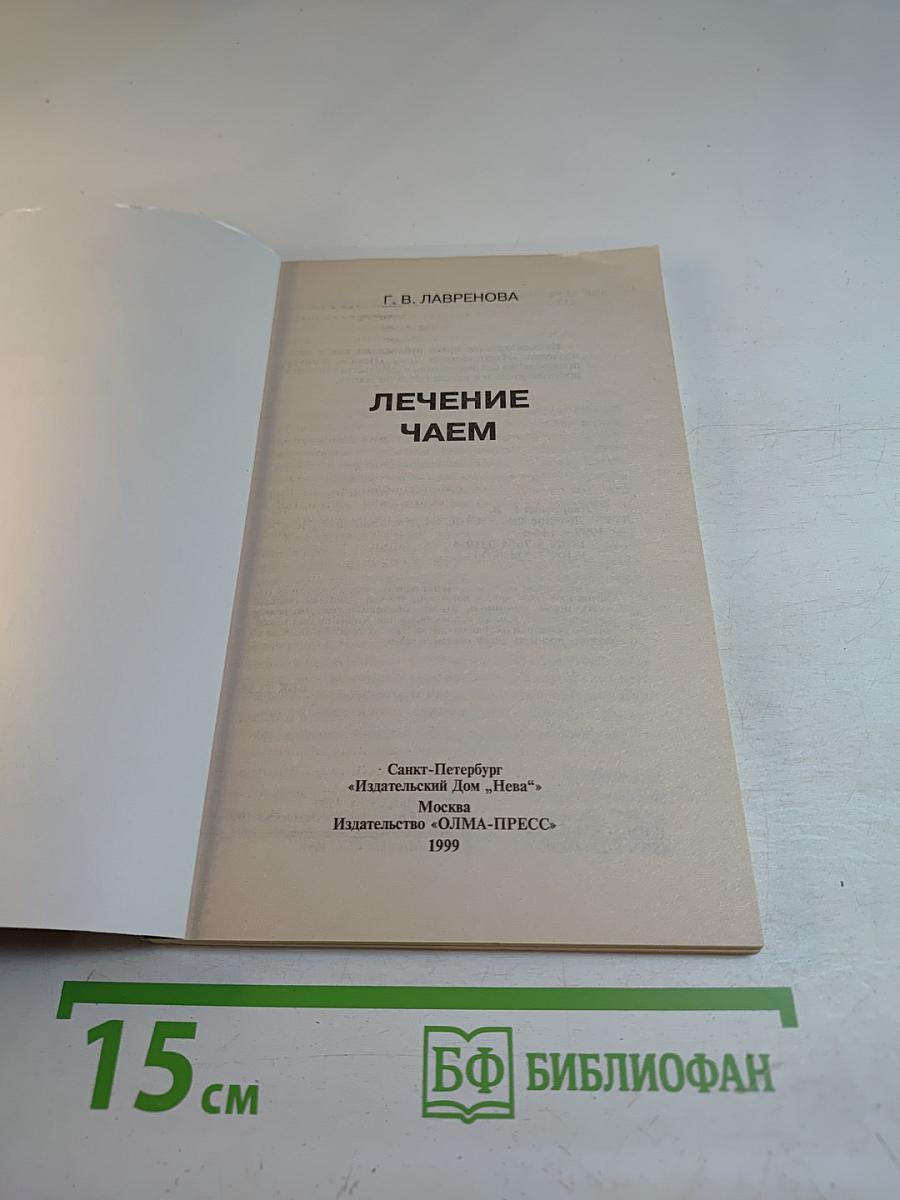 Г. В. ЛАВРЕНОВА
ЛЕЧЕНИЕ
ЧАЕМ
Санкт-Петербург
«Издательский Дом „Нева“»
Москва
Издательство «ОЛМА-ПРЕСС»
1999
15 см
БФ БИБЛИОФАН